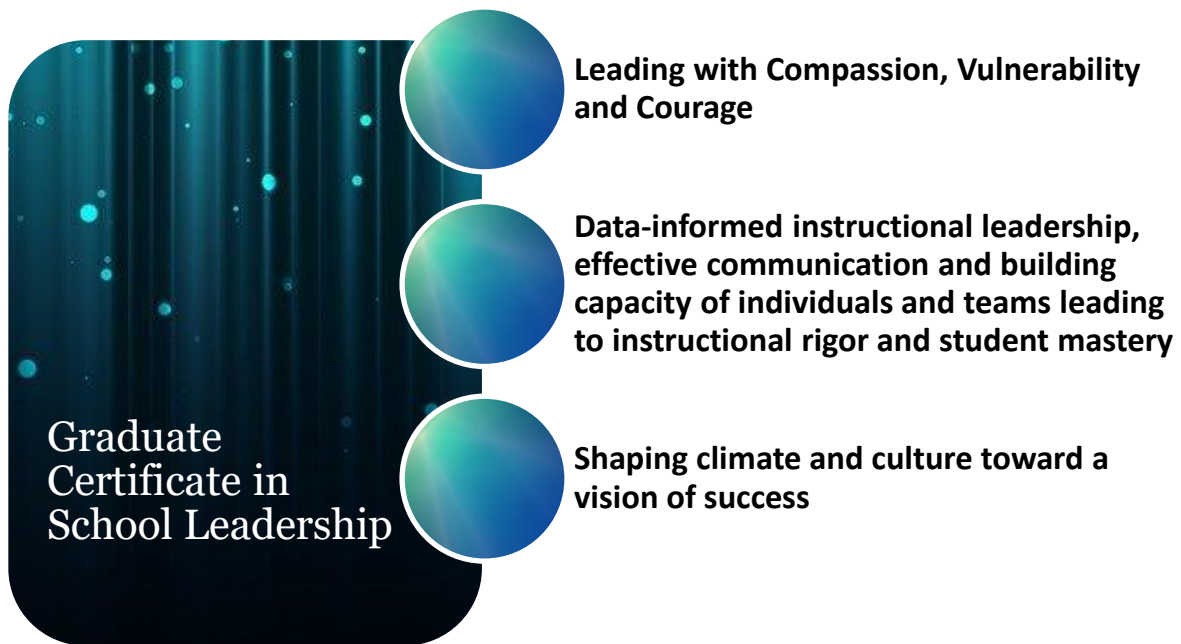 Graduate
Certificate in
School Leadership
Leading with Compassion, Vulnerability
and Courage
Data-informed instructional leadership,
effective communication and building
capacity of individuals and teams leading
to instructional rigor and student mastery
Shaping climate and culture toward a
vision of success